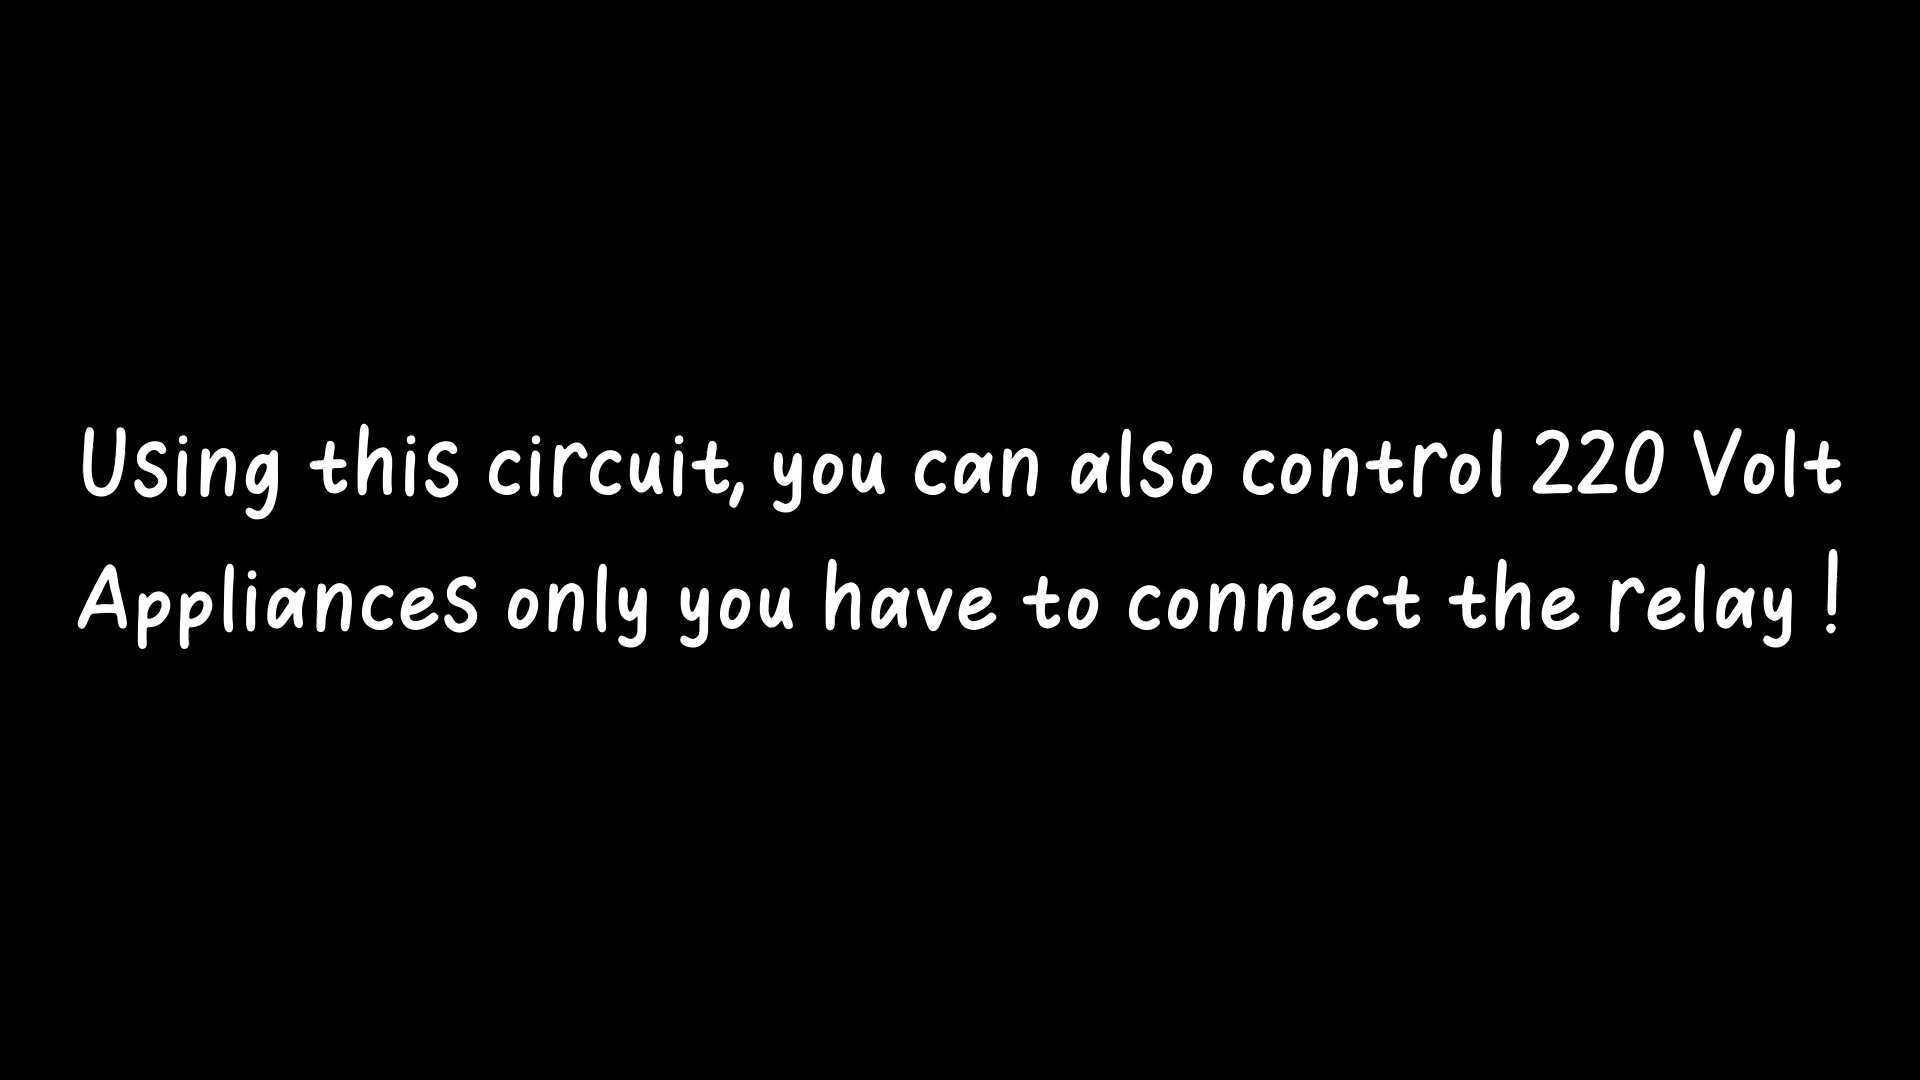 Using this circuit, you can also control 220 Volt
Appliances only you have to connect the relay !